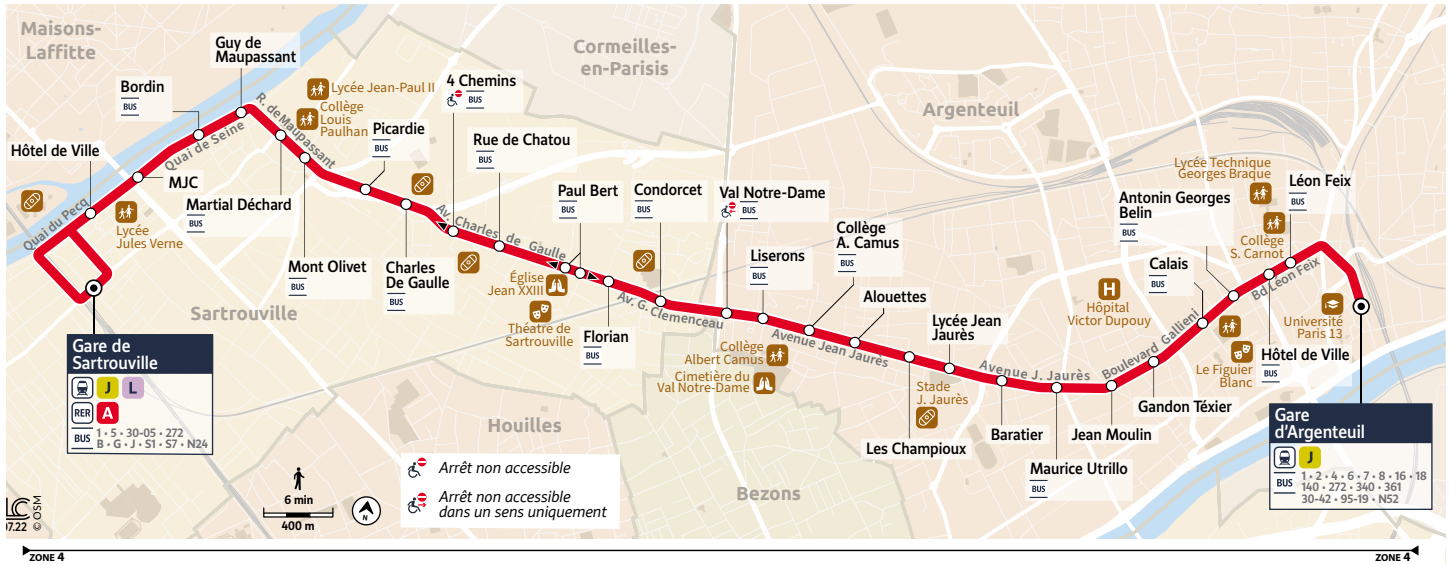 Maisons-
Laffitte
Cormeilles-
en-Parisis
Argenteuil
Sartrouville
Houilles
Bezons
Hôtel de Ville
BUS
MJC
Bordin
BUS
Guy de
Maupassant
Martial Déchard
BUS
Mont Olivet
BUS
Picardie
BUS
Charles
De Gaulle
BUS
4 Chemins
BUS
Rue de Chatou
BUS
Paul Bert
BUS
Florian
BUS
Condorcet
BUS
Val Notre-Dame
BUS
Liserons
BUS
Collège
A. Camus
BUS
Alouettes
Les Champioux
Lycée Jean
Jaurès
Baratier
Maurice Utrillo
BUS
Jean Moulin
Gandon Téxier
Calais
BUS
Antonin Georges
Belin
BUS
Hôtel de Ville
BUS
Léon Feix
BUS
Quai du Pecq
Quai de Seine
R. de Maupassant
Av. Charles de Gaulle
Av. G. Clemenceau
Avenue Jean Jaurès
Avenue J. Jaurès
Boulevard Gallieni
Bd Léon Feix
Lycée
Jules Verne
Lycée Jean-Paul II
Collège
Louis
Paulhan
Église
Jean XXIII
Théatre de
Sartrouville
Collège
Albert Camus
Cimetière du
Val Notre-Dame
Stade
J. Jaurès
H
Hôpital
Victor Dupouy
Lycée Technique
Georges Braque
Collège
S. Carnot
Le Figuier
Blanc
Université
Paris 13
Gare de
Sartrouville
J L
RER A
BUS 1 • 5 • 30-05 • 272
B • G • J • S1 • S7 • N24
Gare
d'Argenteuil
J
BUS 1 • 2 • 4 • 6 • 7 • 8 • 16 • 18
140 • 272 • 340 • 361
30-42 • 95-19 • N52
6 min
400 m
N
Arrêt non accessible
Arrêt non accessible
dans un sens uniquement
LC
07.22
© OSM
ZONE 4
ZONE 4